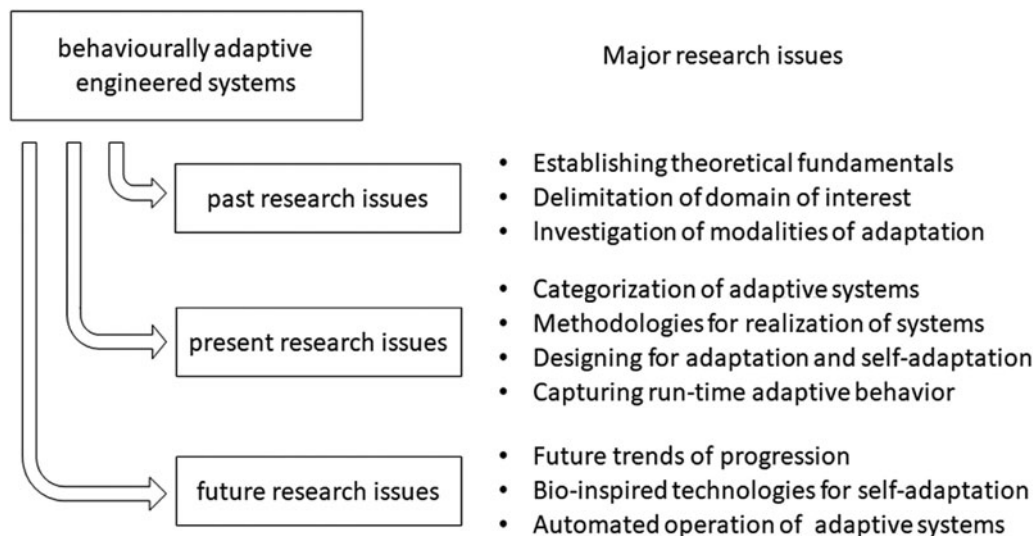 behaviourally adaptive
engineered systems
Major research issues
past research issues
• Establishing theoretical fundamentals
• Delimitation of domain of interest
• Investigation of modalities of adaptation
present research issues
• Categorization of adaptive systems
• Methodologies for realization of systems
• Designing for adaptation and self-adaptation
• Capturing run-time adaptive behavior
future research issues
• Future trends of progression
• Bio-inspired technologies for self-adaptation
• Automated operation of adaptive systems